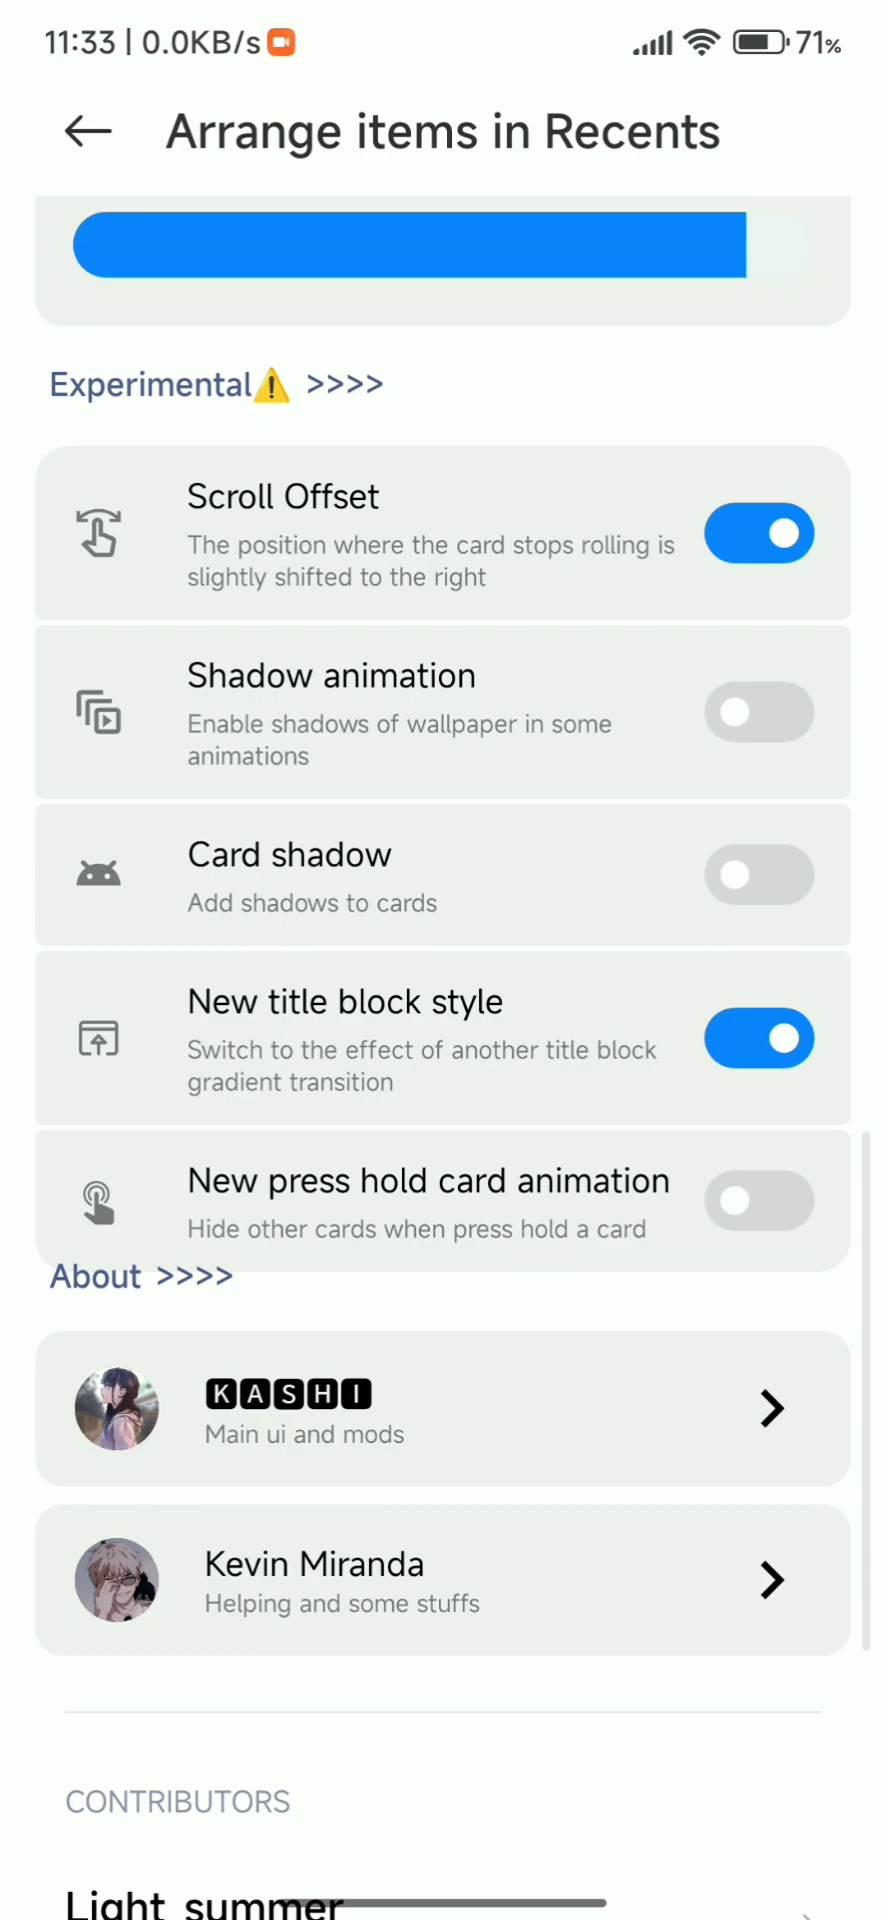 11:33 | 0.0KB/s 71%
Arrange items in Recents
Experimental⚠️ >>>>
Scroll Offset
The position where the card stops rolling is
slightly shifted to the right
Shadow animation
Enable shadows of wallpaper in some
animations
Card shadow
Add shadows to cards
New title block style
Switch to the effect of another title block
gradient transition
New press hold card animation
Hide other cards when press hold a card
About >>>>
🅺🅰🆂🅷🅸
Main ui and mods
Kevin Miranda
Helping and some stuffs
CONTRIBUTORS
Light_summer